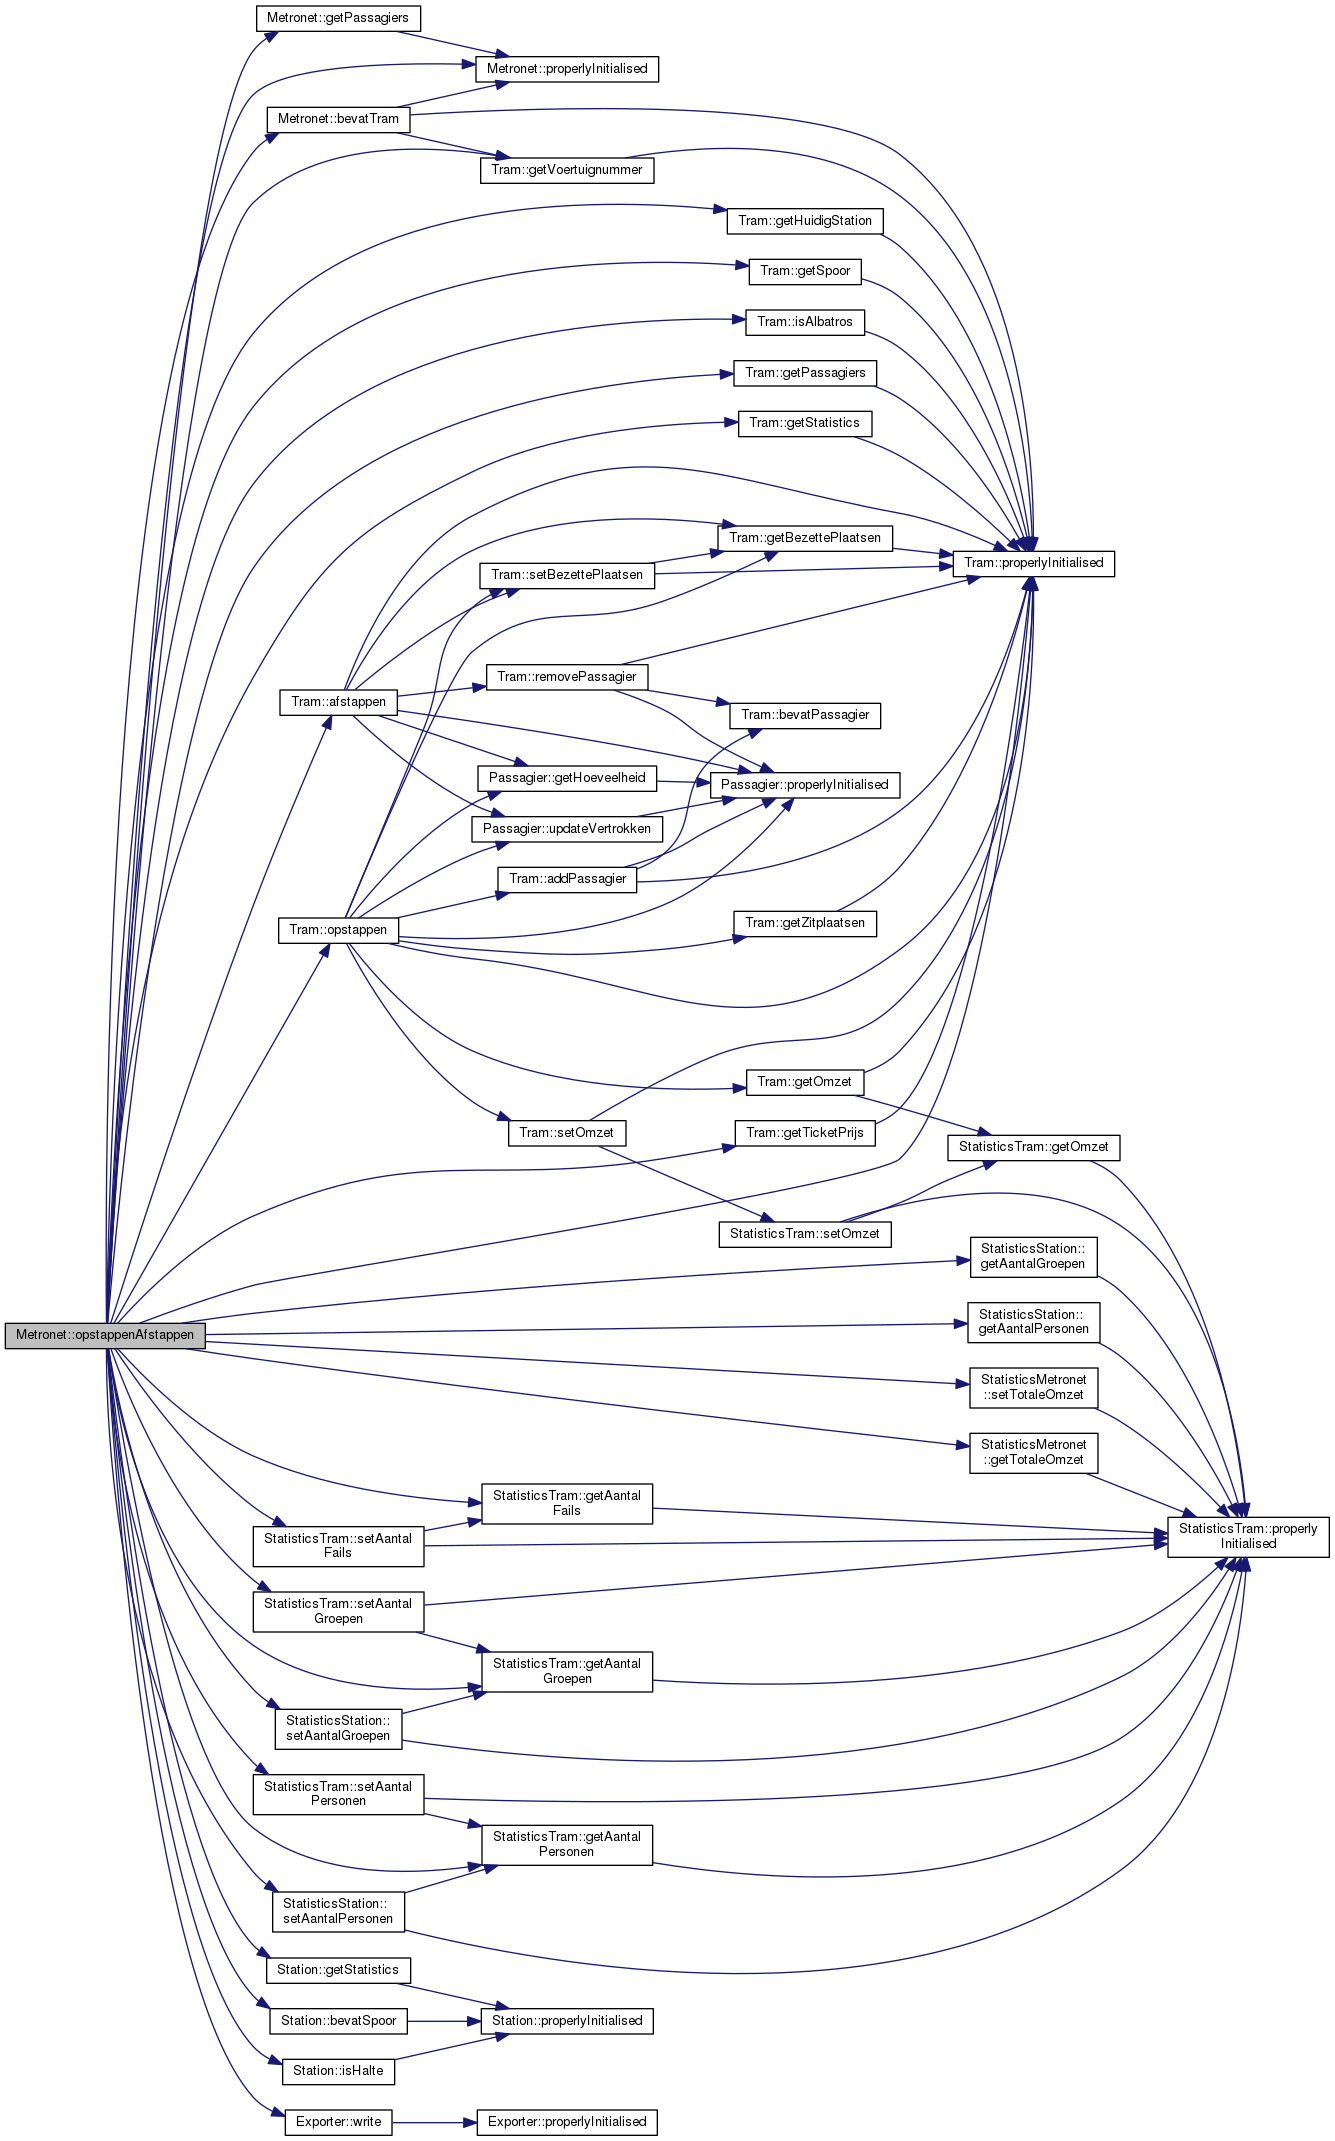 Metronet::getPassagiers
Metronet::properlyInitialised
Metronet::bevatTram
Tram::getVoertuignummer
Tram::getHuidigStation
Tram::getSpoor
Tram::isAlbatros
Tram::getPassagiers
Tram::getStatistics
Tram::getBezettePlaatsen
Tram::properlyInitialised
Tram::setBezettePlaatsen
Tram::removePassagier
Tram::afstappen
Tram::bevatPassagier
Passagier::getHoeveelheid
Passagier::properlyInitialised
Passagier::updateVertrokken
Tram::addPassagier
Tram::getZitplaatsen
Tram::opstappen
Tram::getOmzet
Tram::setOmzet
Tram::getTicketPrijs
StatisticsTram::getOmzet
StatisticsTram::setOmzet
StatisticsStation::
getAantalGroepen
Metronet::opstappenAfstappen
StatisticsStation::
getAantalPersonen
StatisticsMetronet
::setTotaleOmzet
StatisticsMetronet
::getTotaleOmzet
StatisticsTram::getAantal
Fails
StatisticsTram::properly
Initialised
StatisticsTram::setAantal
Fails
StatisticsTram::setAantal
Groepen
StatisticsTram::getAantal
Groepen
StatisticsStation::
setAantalGroepen
StatisticsTram::setAantal
Personen
StatisticsTram::getAantal
Personen
StatisticsStation::
setAantalPersonen
Station::getStatistics
Station::bevatSpoor
Station::properlyInitialised
Station::isHalte
Exporter::write
Exporter::properlyInitialised